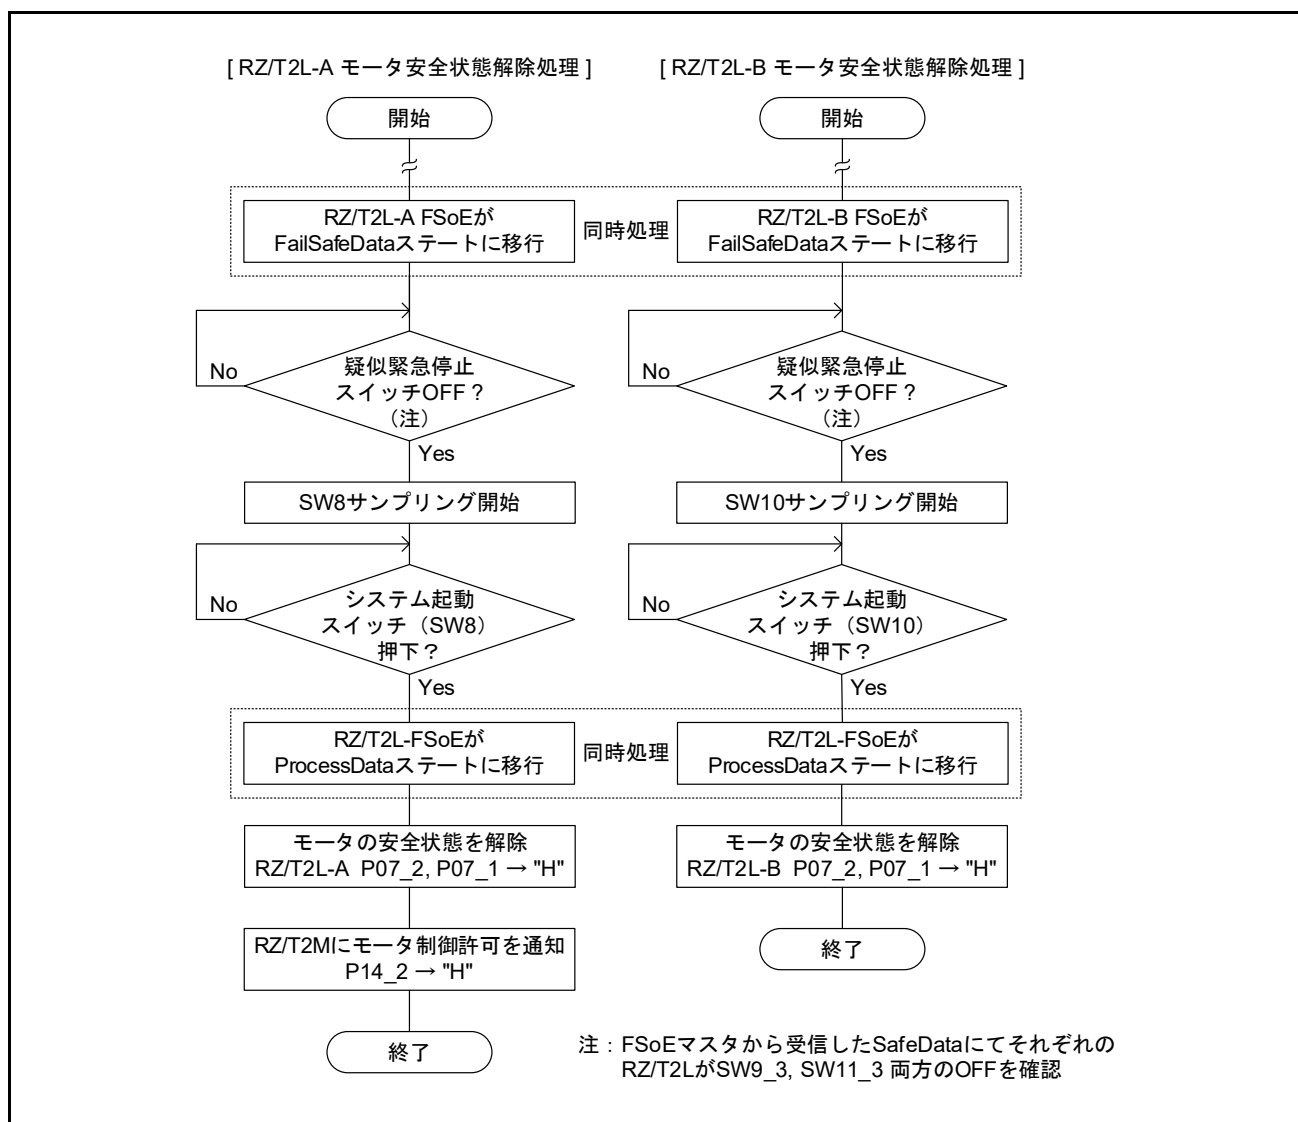 [ RZ/T2L-A モータ安全状態解除処理 ]
[ RZ/T2L-B モータ安全状態解除処理 ]
開始
開始
RZ/T2L-A FSoEが
FailSafeDataステートに移行
同時処理
RZ/T2L-B FSoEが
FailSafeDataステートに移行
No
疑似緊急停止
スイッチOFF？
（注）
Yes
No
疑似緊急停止
スイッチOFF？
（注）
Yes
SW8サンプリング開始
SW10サンプリング開始
No
システム起動
スイッチ（SW8）
押下？
Yes
No
システム起動
スイッチ（SW10）
押下？
Yes
RZ/T2L-FSoEが
ProcessDataステートに移行
同時処理
RZ/T2L-FSoEが
ProcessDataステートに移行
モータの安全状態を解除
RZ/T2L-A P07_2, P07_1 → "H"
モータの安全状態を解除
RZ/T2L-B P07_2, P07_1 → "H"
RZ/T2Mにモータ制御許可を通知
P14_2 → "H"
終了
終了
注：FSoEマスタから受信したSafeDataにてそれぞれの
RZ/T2LがSW9_3, SW11_3 両方のOFFを確認